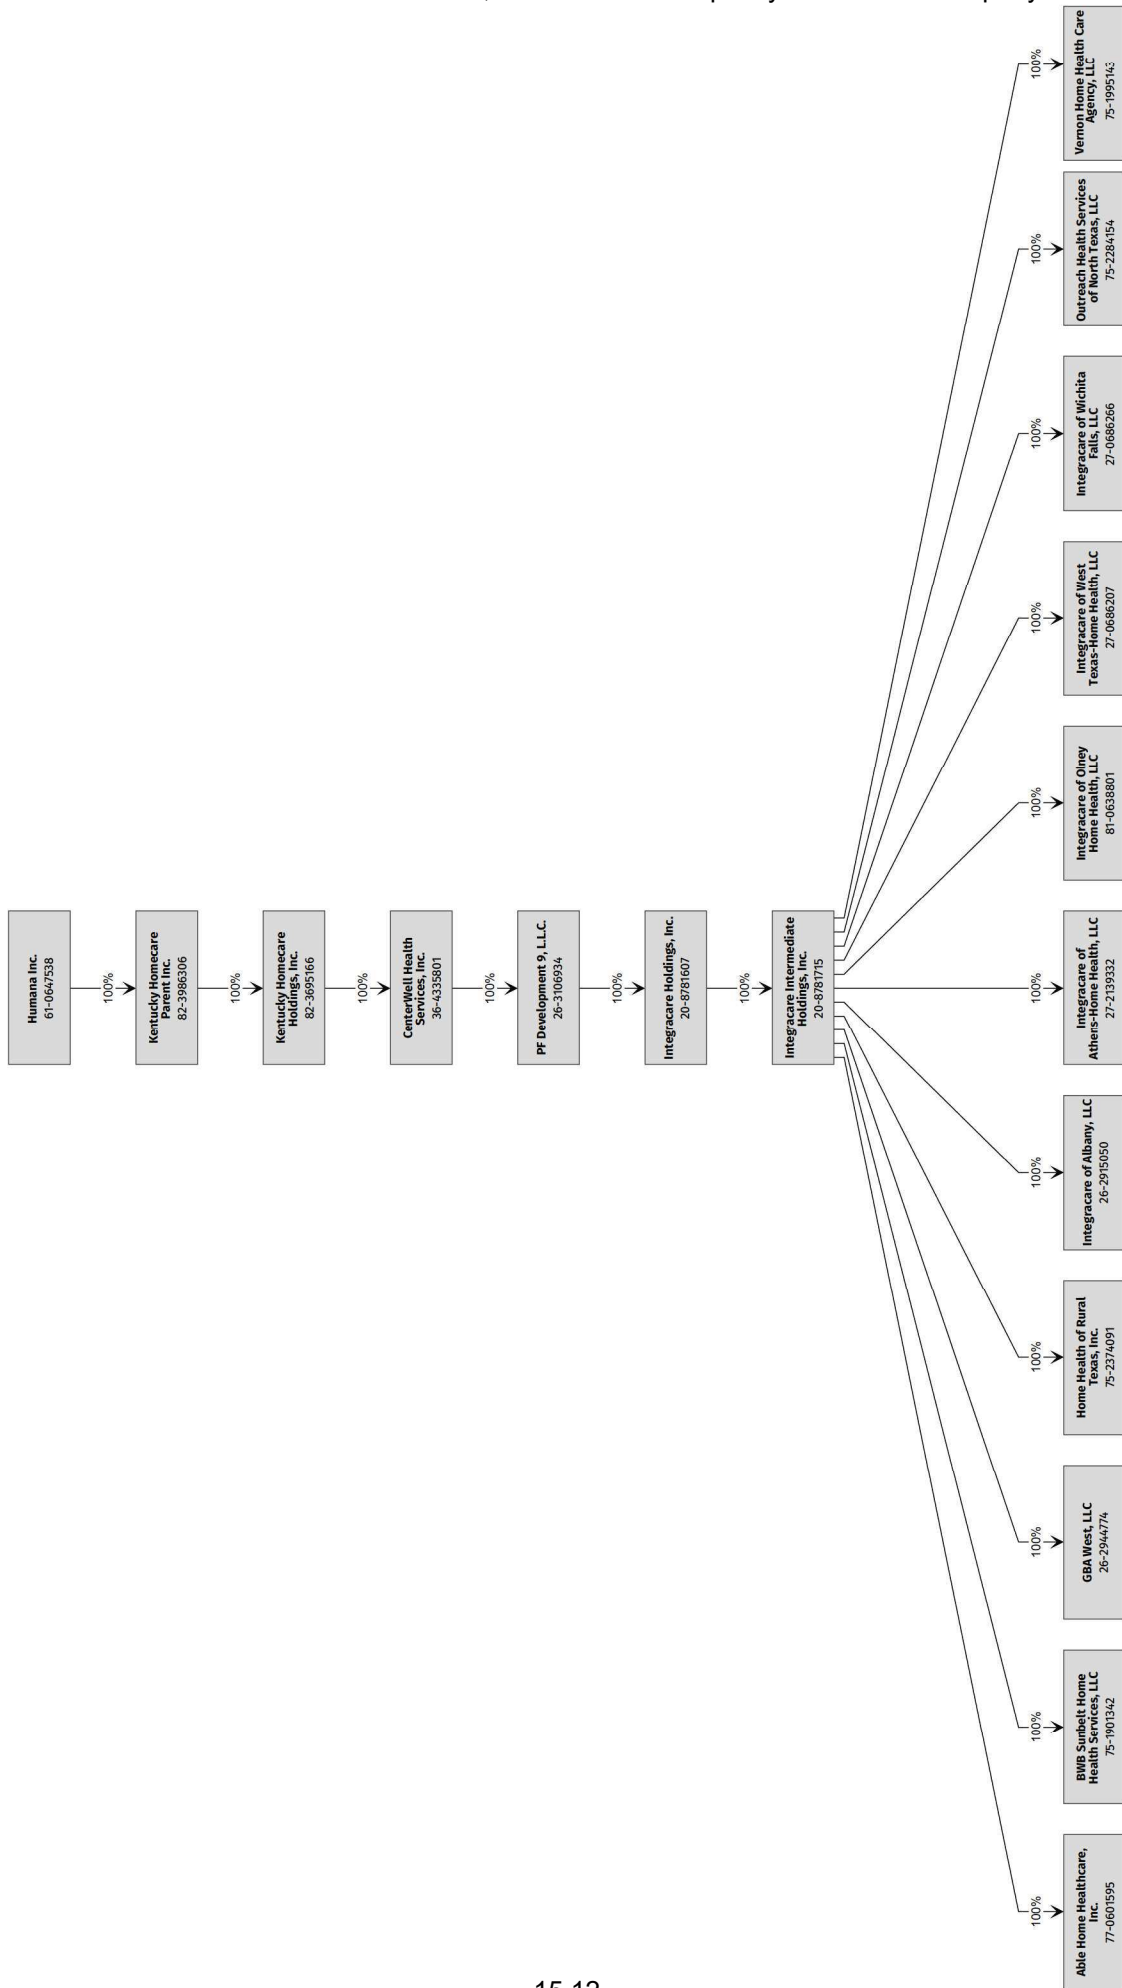 Humana Inc.
61-0647538
100%
Kentucky Homecare
Parent Inc.
82-3986306
100%
Kentucky Homecare
Holdings, Inc.
82-3695166
100%
CenterWell Health
Services, Inc.
36-4335801
100%
PF Development 9, L.L.C.
26-3106934
100%
Integracare Holdings, Inc.
20-8781607
100%
Integracare Intermediate
Holdings, Inc.
20-8781715
100%
100%
100%
100%
100%
100%
100%
100%
100%
100%
100%
Able Home Healthcare,
Inc.
77-0601595
BWB Sunbelt Home
Health Services, LLC
75-1901342
GBA West, LLC
26-2944774
Home Health of Rural
Texas, Inc.
75-2374091
Integracare of Albany, LLC
26-2915050
Integracare of
Athens-Home Health, LLC
27-2139332
Integracare of Olney
Home Health, LLC
81-0638801
Integracare of West
Texas-Home Health, LLC
27-0686207
Integracare of Wichita
Falls, LLC
27-0686266
Outreach Health Services
of North Texas, LLC
75-2284154
Vernon Home Health Care
Agency, LLC
75-1995143